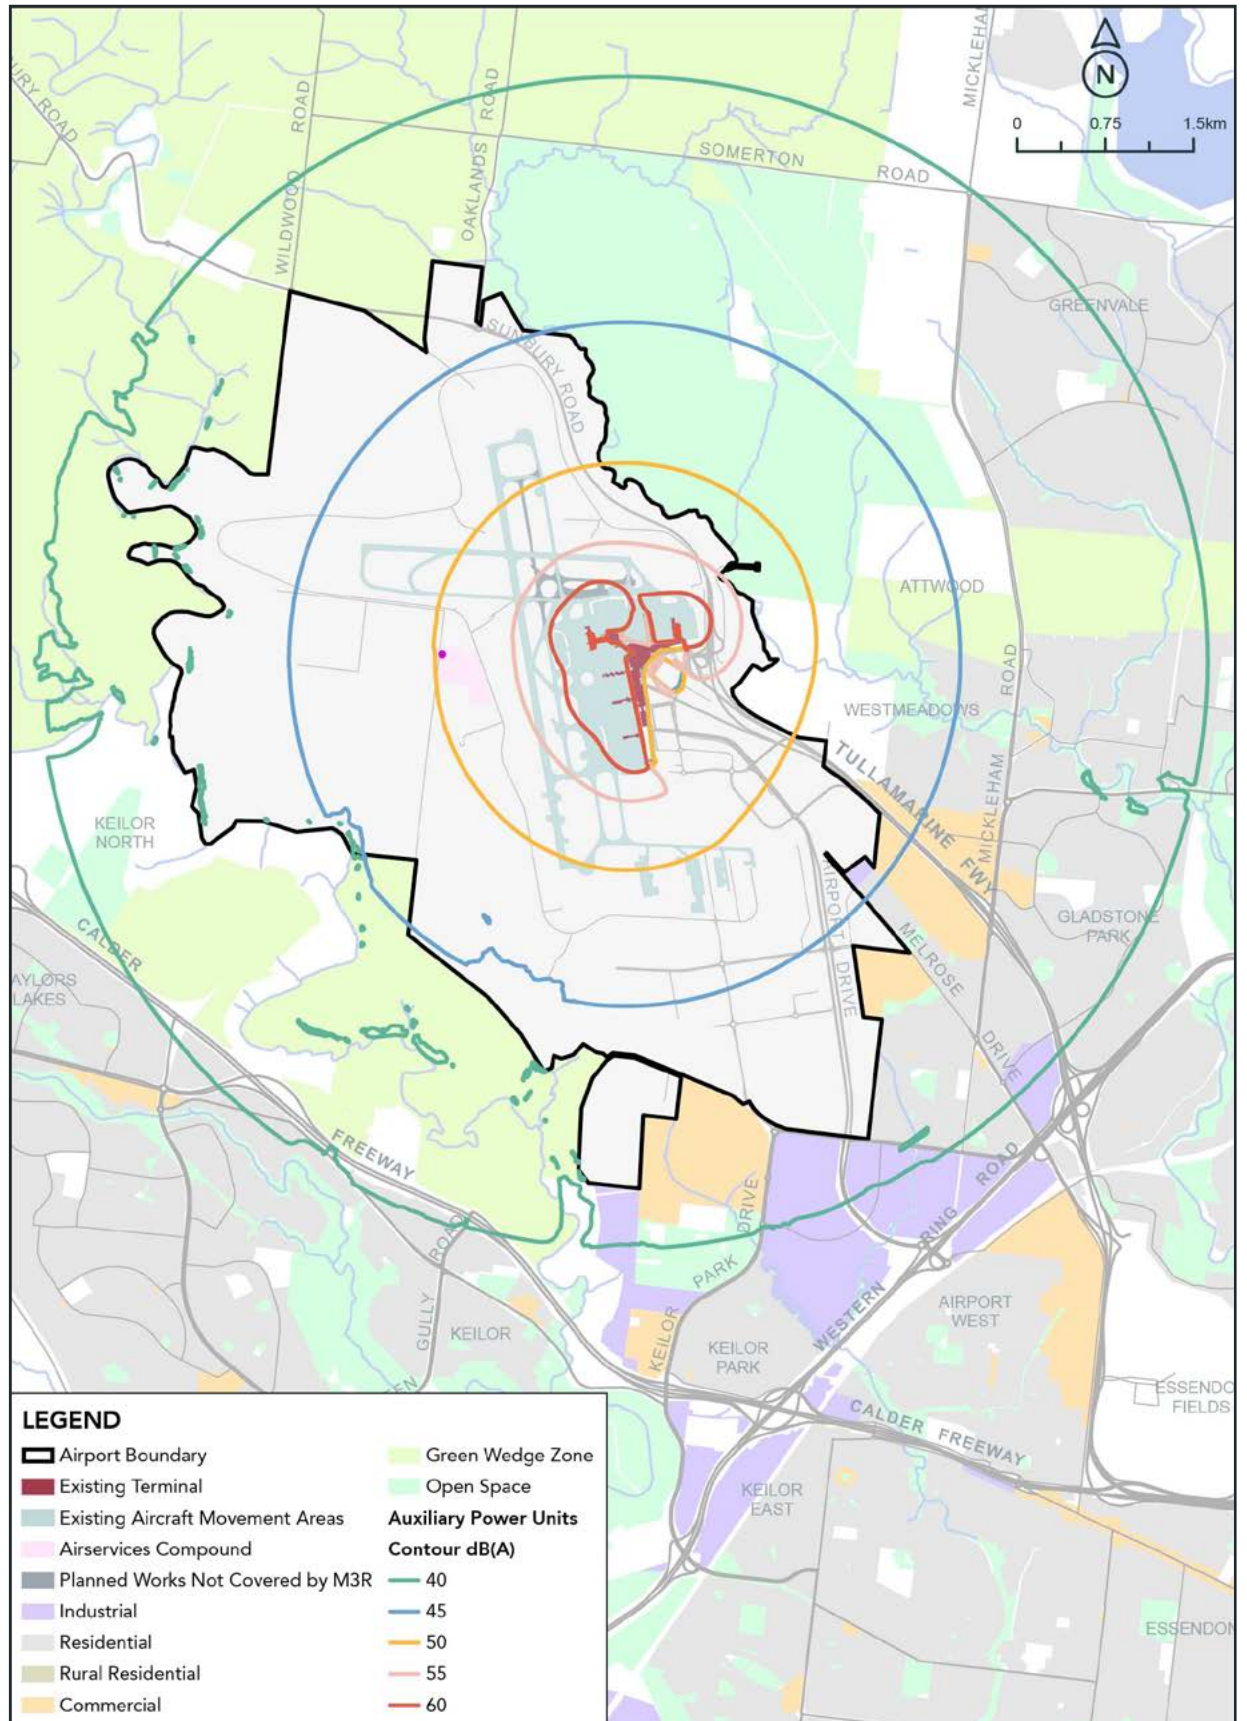 MICKLEHA
N
0 0.75 1.5km
URY ROAD
WILDWOOD ROAD
OAKLANDS ROAD
SOMERTON ROAD
GREENVALE
SUNBURY ROAD
ATTWOOD
WESTMEADOWS
MICKLEHAM ROAD
TULLAMARINE FWY
KEILOR
NORTH
AIRPORT DRIVE
MELROSE DRIVE
GLADSTONE
PARK
CALDER FREEWAY
AYLORS
LAKES
WESTERN RING ROAD
KEILOR PARK DRIVE
GULLY ROAD
KEILOR
KEILOR
PARK
AIRPORT
WEST
EEN
ESSENDO
FIELDS
CALDER FREEWAY
KEILOR
EAST
ESSENDON
LEGEND
Airport Boundary
Existing Terminal
Existing Aircraft Movement Areas
Airservices Compound
Planned Works Not Covered by M3R
Industrial
Residential
Rural Residential
Commercial
Green Wedge Zone
Open Space
Auxiliary Power Units
Contour dB(A)
40
45
50
55
60